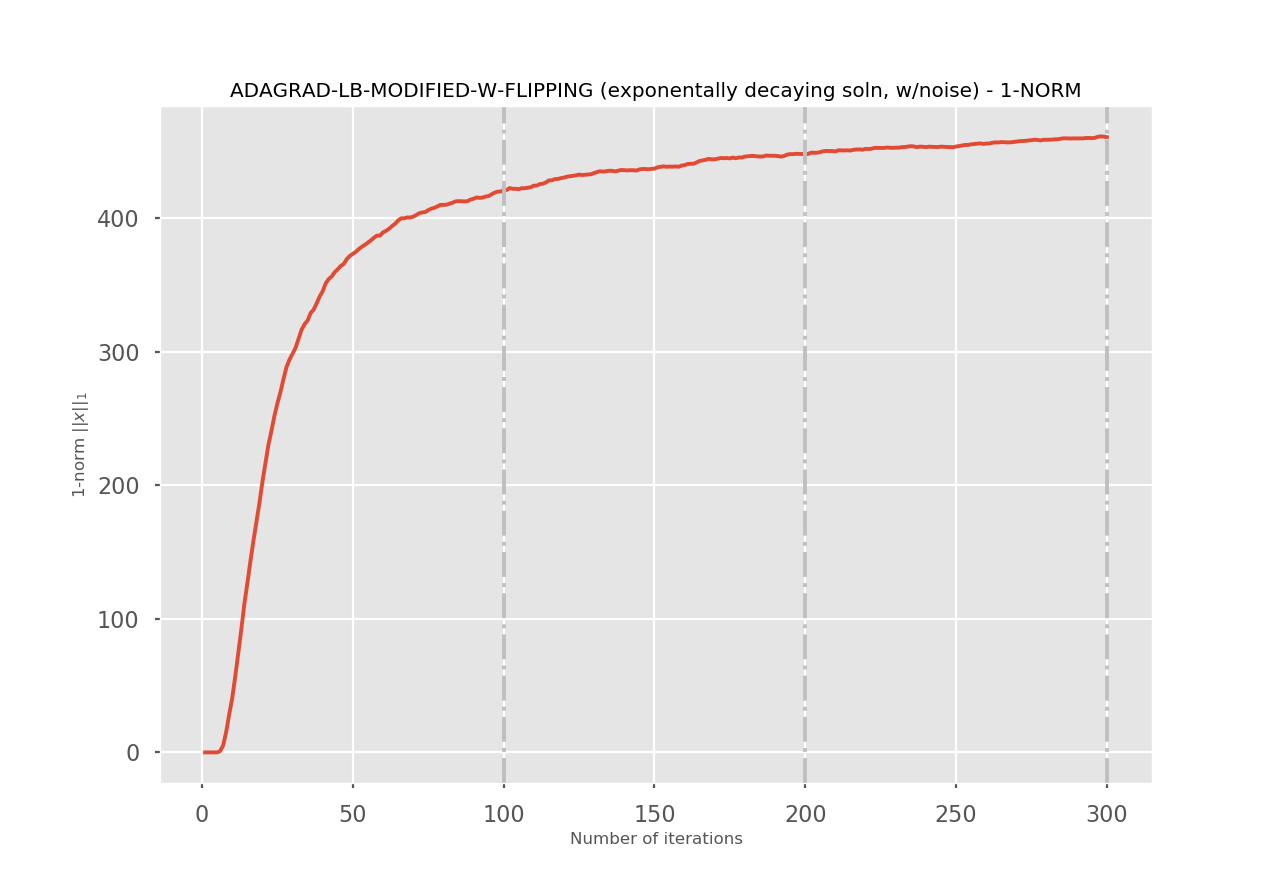 ADAGRAD-LB-MODIFIED-W-FLIPPING (exponentially decaying soln, w/noise) - 1-NORM
1-norm ||x||₁
400
300
200
100
0
0 50 100 150 200 250 300
Number of iterations